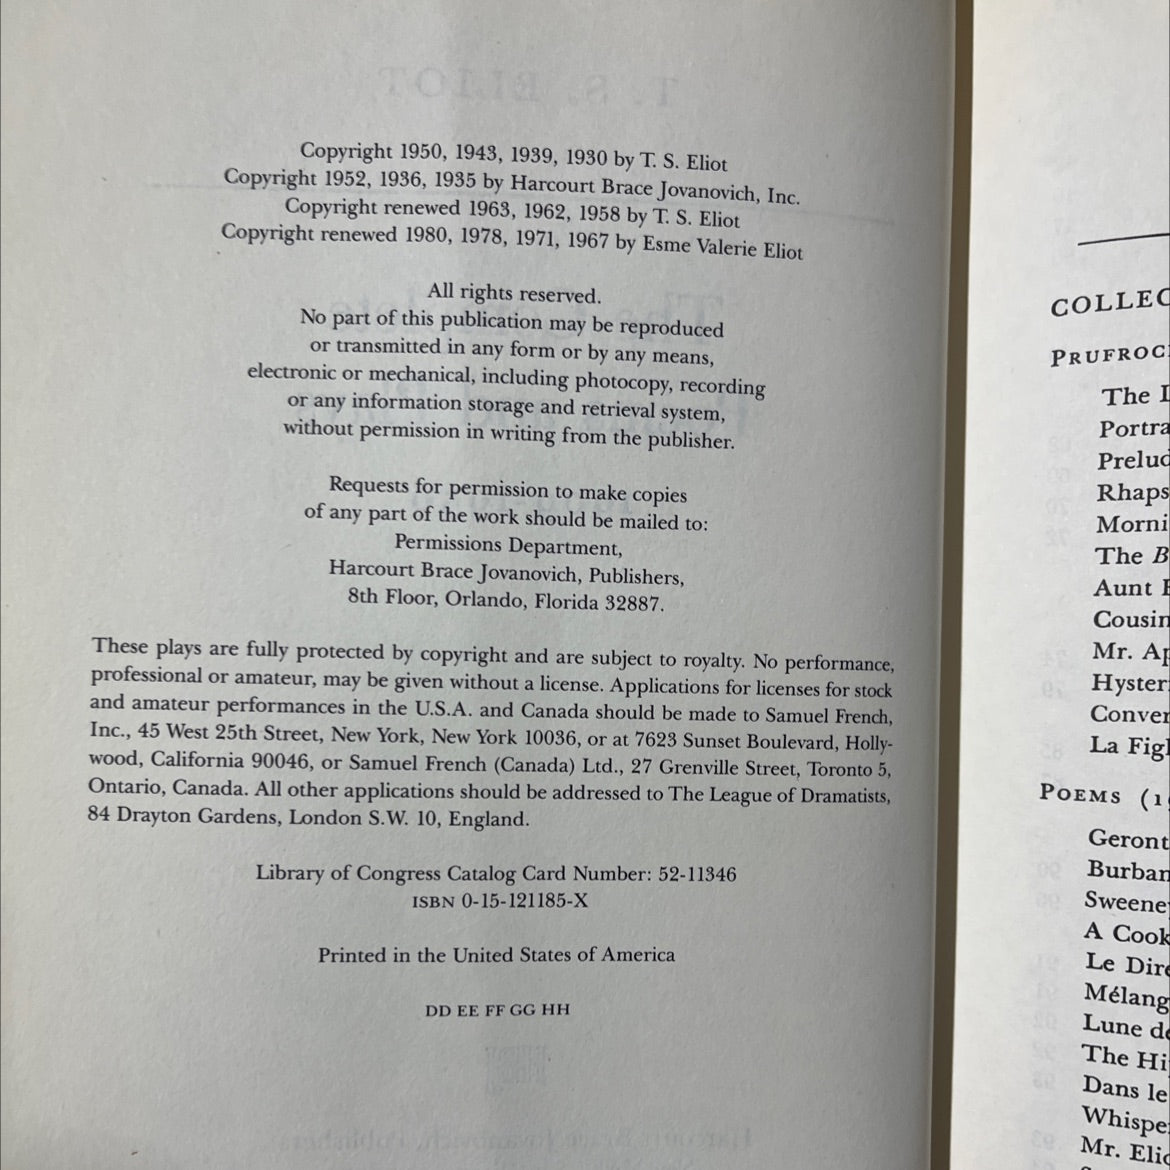 Copyright 1950, 1943, 1939, 1930 by T. S. Eliot
Copyright 1952, 1936, 1935 by Harcourt Brace Jovanovich, Inc.
Copyright renewed 1963, 1962, 1958 by T. S. Eliot
Copyright renewed 1980, 1978, 1971, 1967 by Esme Valerie Eliot
All rights reserved.
No part of this publication may be reproduced
or transmitted in any form or by any means,
electronic or mechanical, including photocopy, recording
or any information storage and retrieval system,
without permission in writing from the publisher.
Requests for permission to make copies
of any part of the work should be mailed to:
Permissions Department,
Harcourt Brace Jovanovich, Publishers,
8th Floor, Orlando, Florida 32887.
These plays are fully protected by copyright and are subject to royalty. No performance,
professional or amateur, may be given without a license. Applications for licenses for stock
and amateur performances in the U.S.A. and Canada should be made to Samuel French,
Inc., 45 West 25th Street, New York, New York 10036, or at 7623 Sunset Boulevard, Holly-
wood, California 90046, or Samuel French (Canada) Ltd., 27 Grenville Street, Toronto 5,
Ontario, Canada. All other applications should be addressed to The League of Dramatists,
84 Drayton Gardens, London S.W. 10, England.
Library of Congress Catalog Card Number: 52-11346
ISBN 0-15-121185-X
Printed in the United States of America
DD EE FF GG HH
COLLEC
PRUFROC
The
Portra
Prelud
Rhaps
Morni
The B
Aunt
Cousin
Mr. Ap
Hyster
Conver
La Figl
POEMS (1
Geront
Burban
Sweene
A Cook
Le Dire
Mélang
Lune de
The Hi
Dans le
Whispe
Mr. Elio